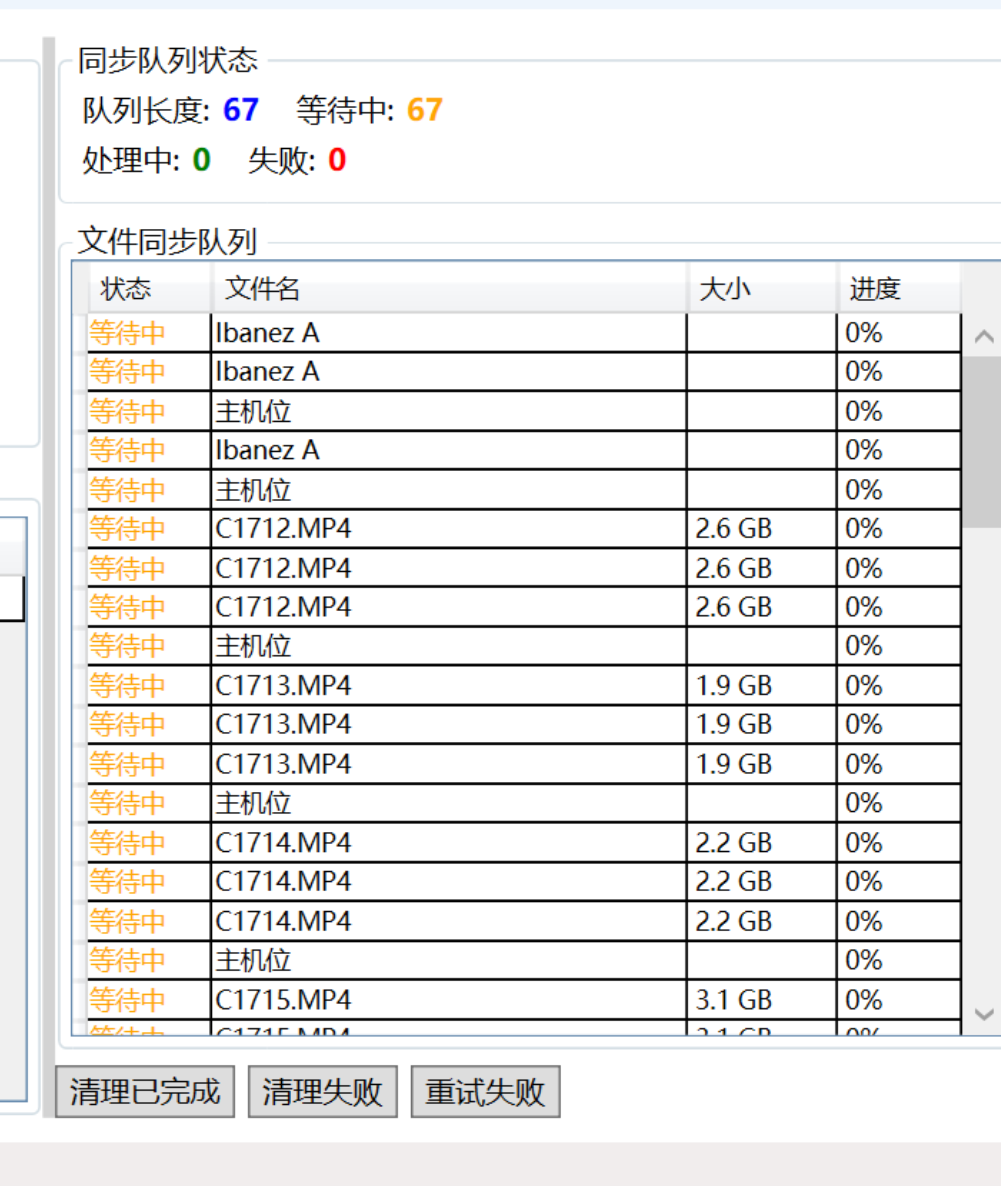 同步队列状态
队列长度: 67 等待中: 67
处理中: 0 失败: 0
文件同步队列
状态 文件名 大小 进度
等待中 Ibanez A 0%
等待中 Ibanez A 0%
等待中 主机位 0%
等待中 Ibanez A 0%
等待中 主机位 0%
等待中 C1712.MP4 2.6 GB 0%
等待中 C1712.MP4 2.6 GB 0%
等待中 C1712.MP4 2.6 GB 0%
等待中 主机位 0%
等待中 C1713.MP4 1.9 GB 0%
等待中 C1713.MP4 1.9 GB 0%
等待中 C1713.MP4 1.9 GB 0%
等待中 主机位 0%
等待中 C1714.MP4 2.2 GB 0%
等待中 C1714.MP4 2.2 GB 0%
等待中 C1714.MP4 2.2 GB 0%
等待中 主机位 0%
等待中 C1715.MP4 3.1 GB 0%
等待中 C1715.MP4 3.1 GB 0%
清理已完成 清理失败 重试失败